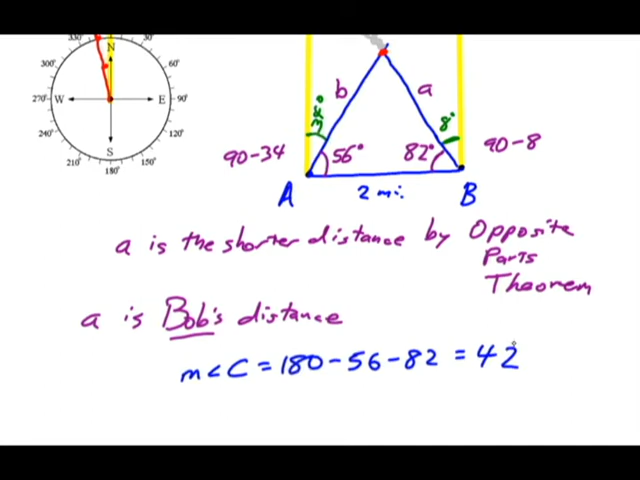 330
N
30
300
60
270
W
E
90
240
120
210
S
150
180
b
a
34°
8°
90-34
56°
82°
90-8
A
2 mi.
B
a is the shorter distance by Opposite
Parts
Theorem
a is Bob's distance
m<C = 180-56-82 = 42